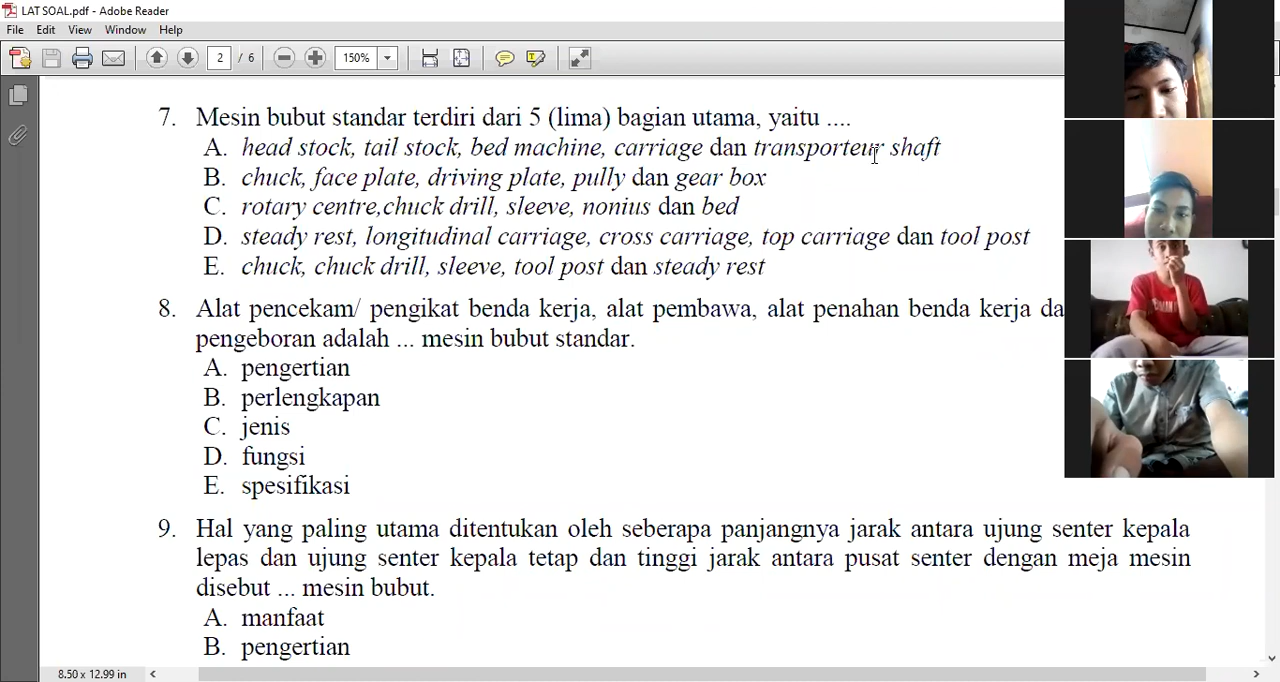 LAT SOAL.pdf - Adobe Reader
File Edit View Window Help
2 / 6 150%
7. Mesin bubut standar terdiri dari 5 (lima) bagian utama, yaitu ....
A. head stock, tail stock, bed machine, carriage dan transporteur shaft
B. chuck, face plate, driving plate, pully dan gear box
C. rotary centre,chuck drill, sleeve, nonius dan bed
D. steady rest, longitudinal carriage, cross carriage, top carriage dan tool post
E. chuck, chuck drill, sleeve, tool post dan steady rest
8. Alat pencekam/ pengikat benda kerja, alat pembawa, alat penahan benda kerja da
pengeboran adalah ... mesin bubut standar.
A. pengertian
B. perlengkapan
C. jenis
D. fungsi
E. spesifikasi
9. Hal yang paling utama ditentukan oleh seberapa panjangnya jarak antara ujung senter kepala
lepas dan ujung senter kepala tetap dan tinggi jarak antara pusat senter dengan meja mesin
disebut ... mesin bubut.
A. manfaat
B. pengertian
8.50 x 12.99 in